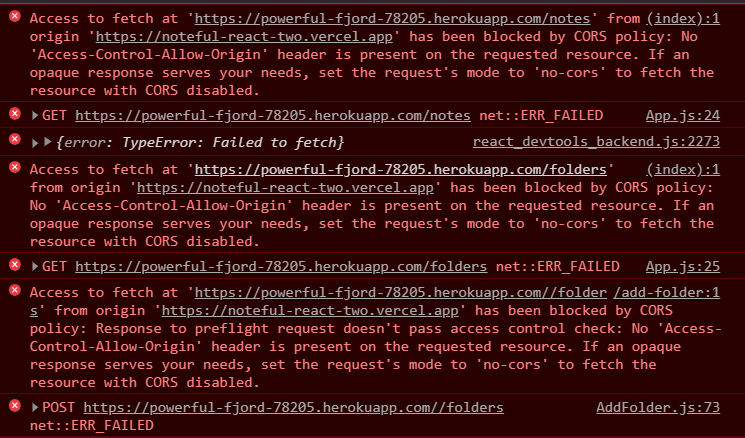 Access to fetch at 'https://powerful-fjord-78205.herokuapp.com/notes' from (index):1
origin 'https://noteful-react-two.vercel.app' has been blocked by CORS policy: No
'Access-Control-Allow-Origin' header is present on the requested resource. If an
opaque response serves your needs, set the request's mode to 'no-cors' to fetch the
resource with CORS disabled.
GET https://powerful-fjord-78205.herokuapp.com/notes net::ERR_FAILED App.js:24
{error: TypeError: Failed to fetch} react_devtools_backend.js:2273
Access to fetch at 'https://powerful-fjord-78205.herokuapp.com/folders' (index):1
from origin 'https://noteful-react-two.vercel.app' has been blocked by CORS policy:
No 'Access-Control-Allow-Origin' header is present on the requested resource. If an
opaque response serves your needs, set the request's mode to 'no-cors' to fetch the
resource with CORS disabled.
GET https://powerful-fjord-78205.herokuapp.com/folders net::ERR_FAILED App.js:25
Access to fetch at 'https://powerful-fjord-78205.herokuapp.com//folder /add-folder:1
s' from origin 'https://noteful-react-two.vercel.app' has been blocked by CORS
policy: Response to preflight request doesn't pass access control check: No 'Access-
Control-Allow-Origin' header is present on the requested resource. If an opaque
response serves your needs, set the request's mode to 'no-cors' to fetch the
resource with CORS disabled.
POST https://powerful-fjord-78205.herokuapp.com//folders AddFolder.js:73
net::ERR_FAILED